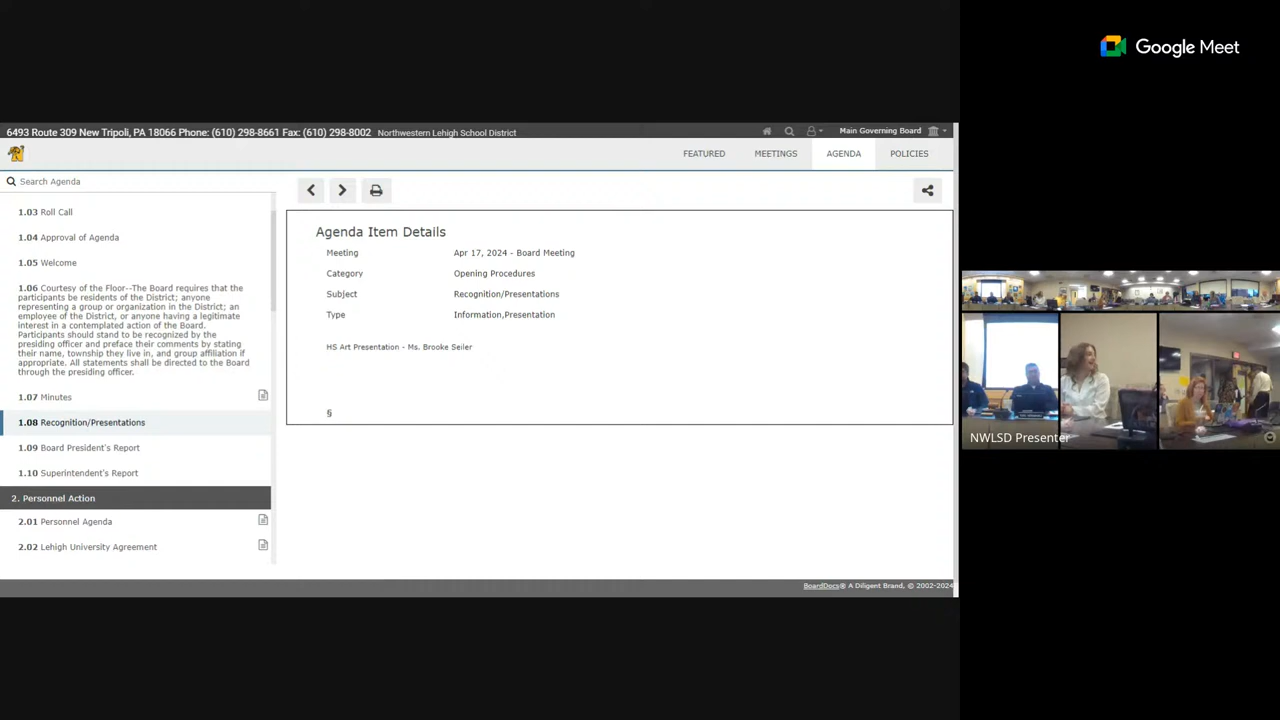 Google Meet
6493 Route 309 New Tripoli, PA 18066 Phone: (610) 298-8661 Fax: (610) 298-8002 Northwestern Lehigh School District
Main Governing Board
FEATURED MEETINGS AGENDA POLICIES
Search Agenda
1.03 Roll Call
1.04 Approval of Agenda
1.05 Welcome
1.06 Courtesy of the Floor--The Board requires that the
participants be residents of the District; anyone
representing a group or organization in the District; an
employee of the District, or anyone having a legitimate
interest in a contemplated action of the Board.
Participants should stand to be recognized by the
presiding officer and preface their comments by stating
their name, township they live in, and group affiliation if
appropriate. All statements shall be directed to the Board
through the presiding officer.
1.07 Minutes
1.08 Recognition/Presentations
1.09 Board President's Report
1.10 Superintendent's Report
2. Personnel Action
2.01 Personnel Agenda
2.02 Lehigh University Agreement
Agenda Item Details
Meeting Apr 17, 2024 - Board Meeting
Category Opening Procedures
Subject Recognition/Presentations
Type Information,Presentation
HS Art Presentation - Ms. Brooke Seiler
§
BoardDocs® A Diligent Brand, © 2002-2024
NWLSD Presenter